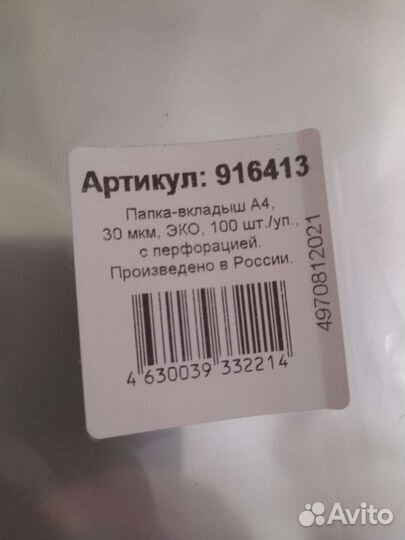 Артикул: 916413
Папка-вкладыш А4,
30 мкм, ЭКО, 100 шт./уп.,
с перфорацией.
Произведено в России.
4970812021
4 630039 332214
Avito